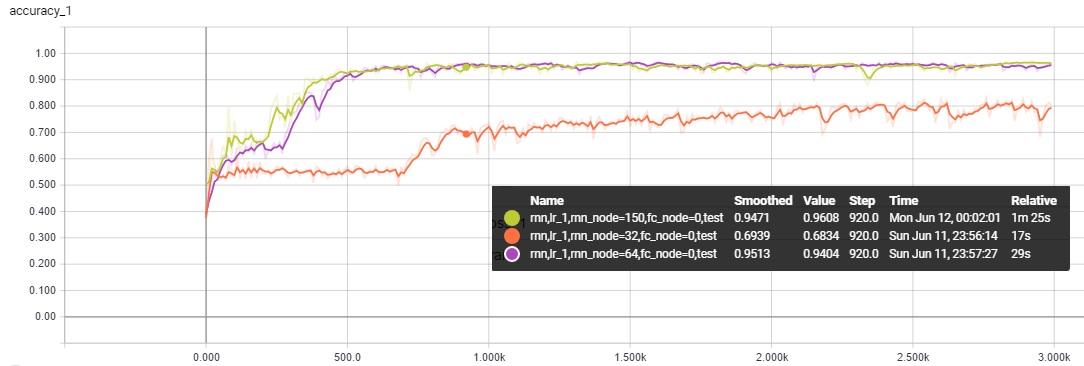 accuracy_1
1.00
0.900
0.800
0.700
0.600
0.500
0.400
0.300
0.200
0.100
0.00
0.000 500.0 1.000k 1.500k 2.000k 2.500k 3.000k
Name Smoothed Value Step Time Relative
rnn,lr_1,rnn_node=150,fc_node=0,test 0.9471 0.9608 920.0 Mon Jun 12, 00:02:01 1m 25s
rnn,lr_1,rnn_node=32,fc_node=0,test 0.6939 0.6834 920.0 Sun Jun 11, 23:56:14 17s
rnn,lr_1,rnn_node=64,fc_node=0,test 0.9513 0.9404 920.0 Sun Jun 11, 23:57:27 29s